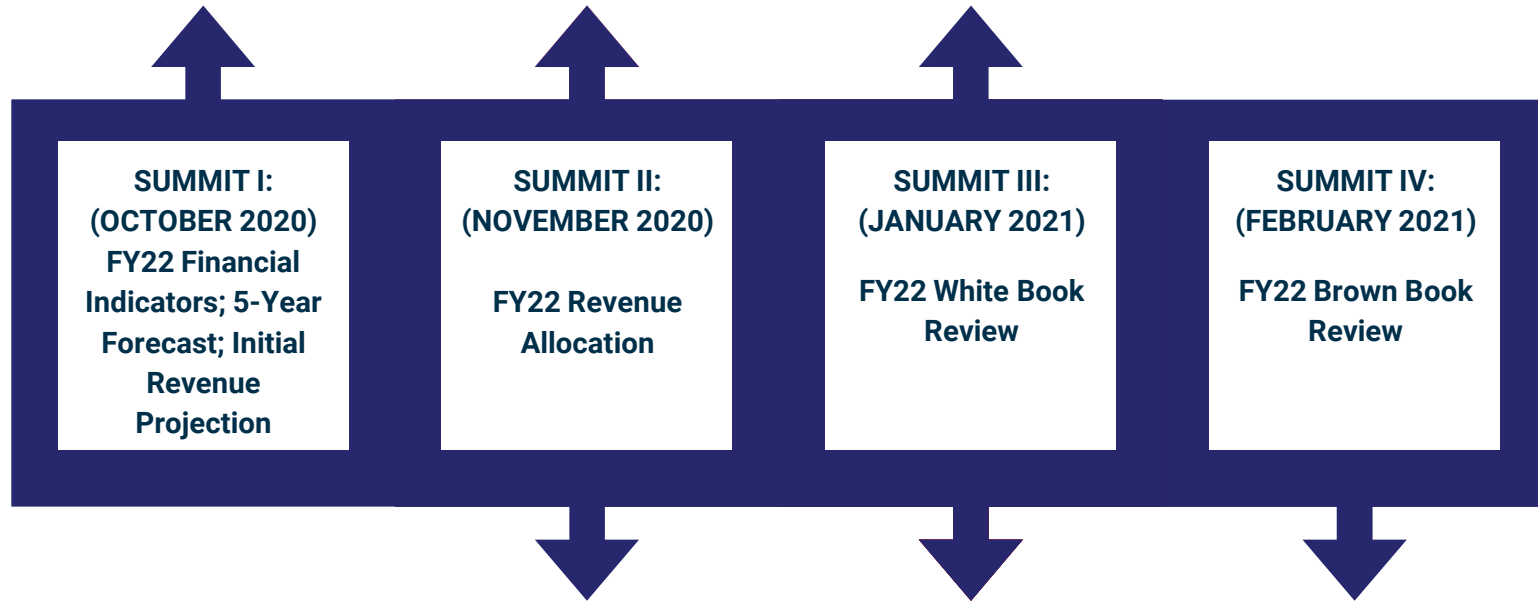 SUMMIT I:
(OCTOBER 2020)
FY22 Financial
Indicators; 5-Year
Forecast; Initial
Revenue
Projection
SUMMIT II:
(NOVEMBER 2020)
FY22 Revenue
Allocation
SUMMIT III:
(JANUARY 2021)
FY22 White Book
Review
SUMMIT IV:
(FEBRUARY 2021)
FY22 Brown Book
Review